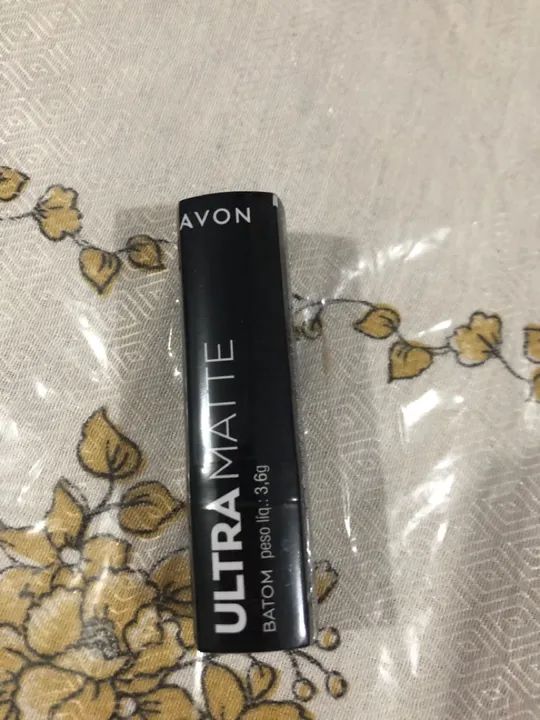 AVON
ULTRA MATTE
BATOM peso líq.: 3,6g